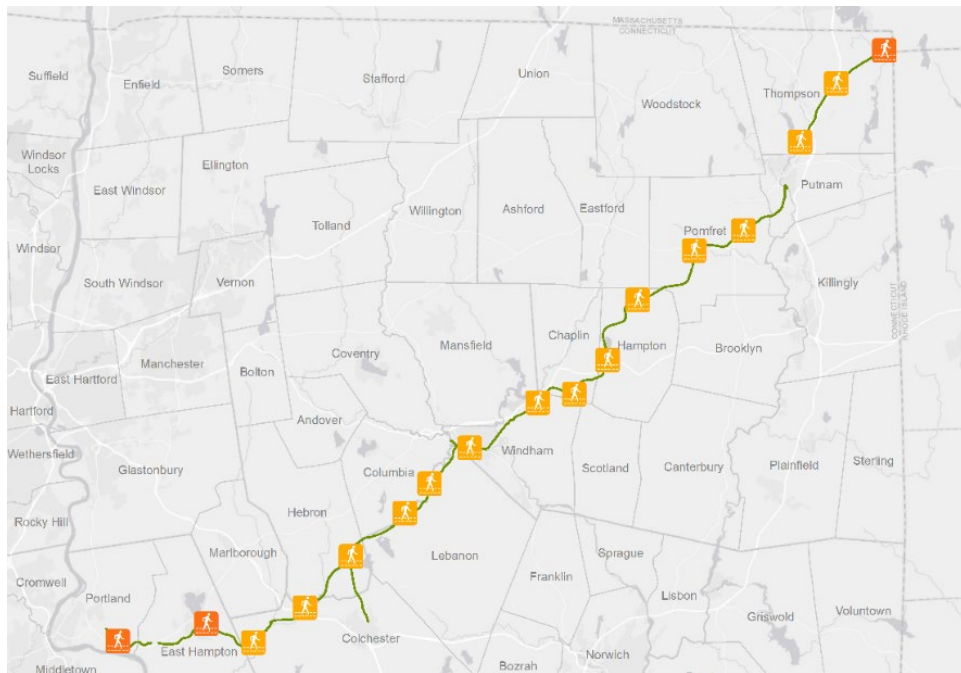 MASSACHUSETTS
CONNECTICUT
Suffield
Enfield
Somers
Stafford
Union
Woodstock
Thompson
Windsor
Locks
East Windsor
Ellington
Tolland
Willington
Ashford
Eastford
Putnam
Pomfret
Windsor
South Windsor
Vernon
Killingly
CONNECTICUT
RHODE ISLAND
Mansfield
Chaplin
Hampton
Brooklyn
Coventry
Manchester
East Hartford
Bolton
Hartford
Andover
Wethersfield
Glastonbury
Columbia
Windham
Scotland
Canterbury
Plainfield
Sterling
Rocky Hill
Hebron
Marlborough
Lebanon
Sprague
Franklin
Lisbon
Cromwell
Portland
Griswold
Voluntown
East Hampton
Colchester
Norwich
Middletown
Bozrah